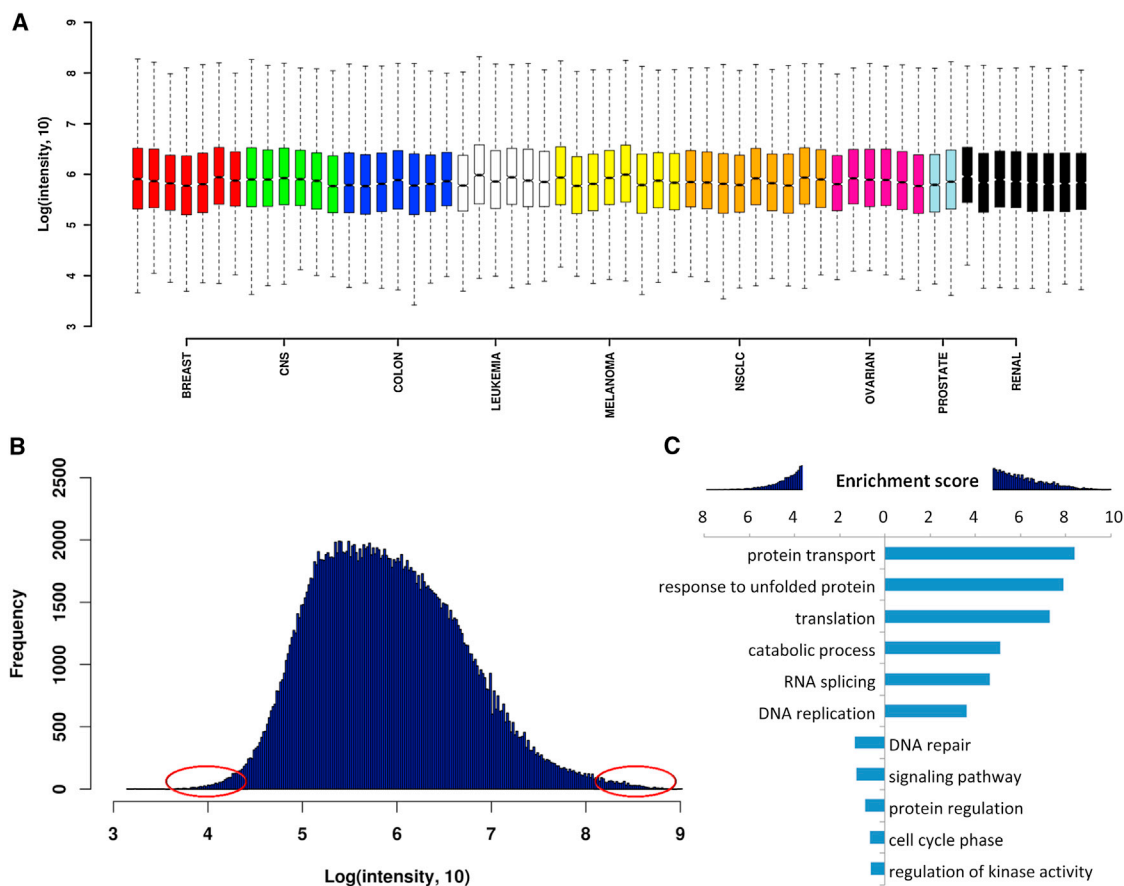 A
Log(intensity, 10)
9
8
7
6
5
4
3
BREAST
CNS
COLON
LEUKEMIA
MELANOMA
NSCLC
OVARIAN
PROSTATE
RENAL
B
Frequency
2500
2000
1500
1000
500
0
3 4 5 6 7 8 9
Log(intensity, 10)
C
Enrichment score
8 6 4 2 0 2 4 6 8 10
protein transport
response to unfolded protein
translation
catabolic process
RNA splicing
DNA replication
DNA repair
signaling pathway
protein regulation
cell cycle phase
regulation of kinase activity